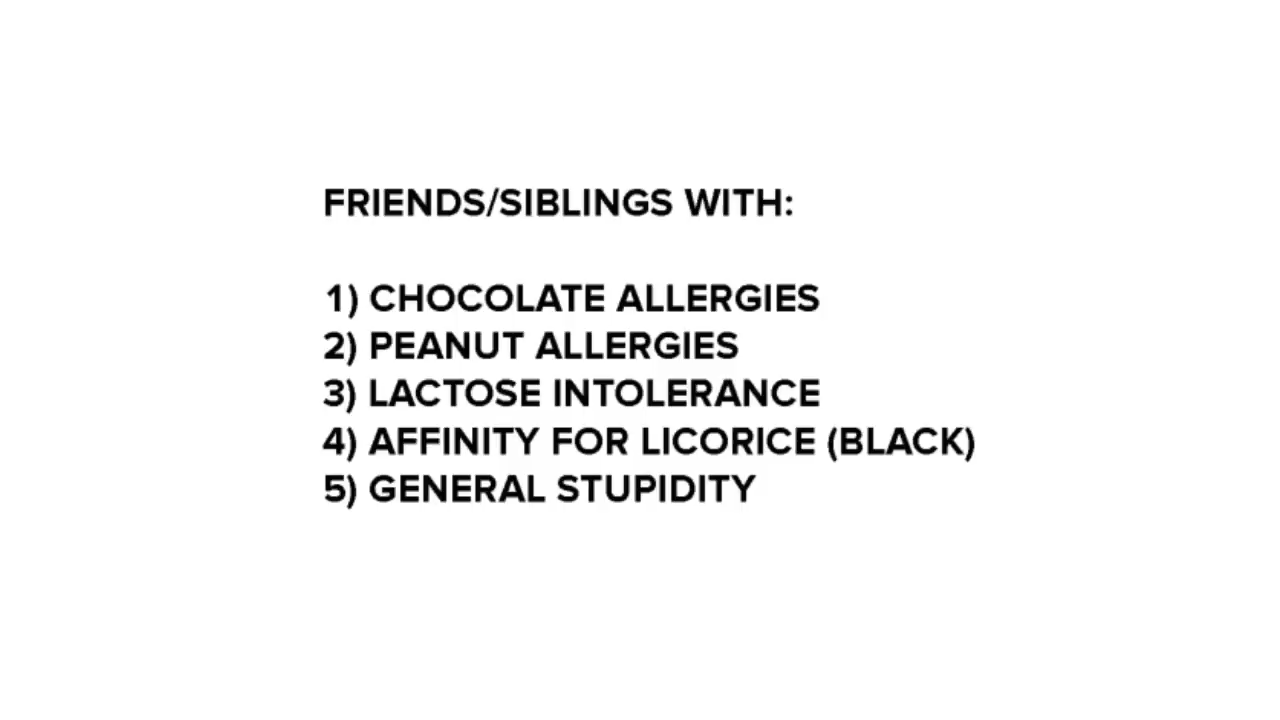 FRIENDS/SIBLINGS WITH:
1) CHOCOLATE ALLERGIES
2) PEANUT ALLERGIES
3) LACTOSE INTOLERANCE
4) AFFINITY FOR LICORICE (BLACK)
5) GENERAL STUPIDITY